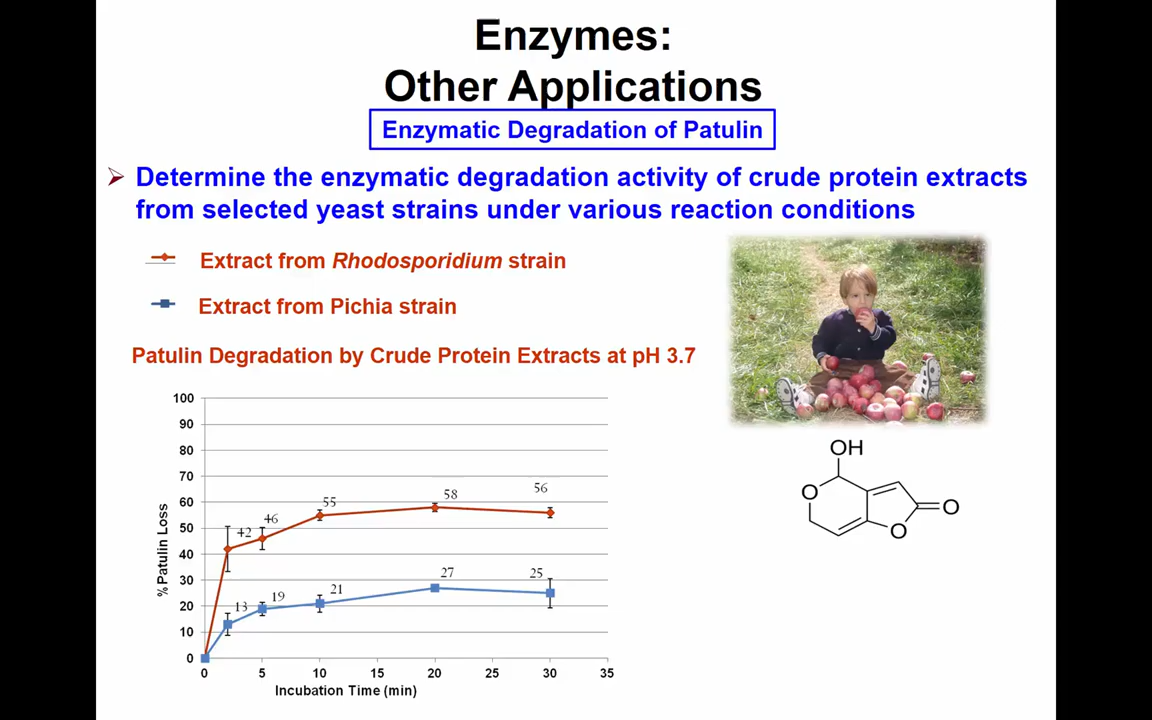 Enzymes:
Other Applications
Enzymatic Degradation of Patulin
Determine the enzymatic degradation activity of crude protein extracts
from selected yeast strains under various reaction conditions
Extract from Rhodosporidium strain
Extract from Pichia strain
Patulin Degradation by Crude Protein Extracts at pH 3.7
% Patulin Loss
100
90
80
70
60
50
40
30
20
10
0
42
46
55
58
56
13
19
21
27
25
0 5 10 15 20 25 30 35
Incubation Time (min)
OH
O
O
O